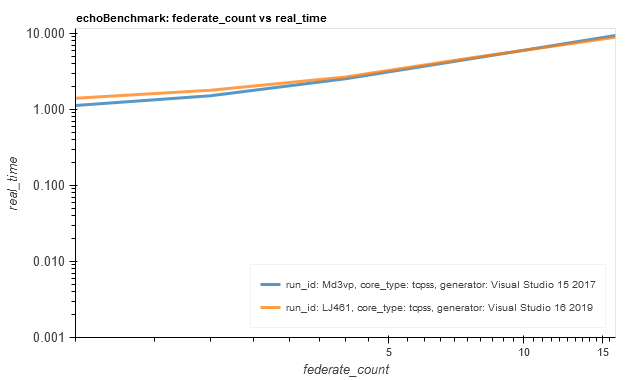 echoBenchmark: federate_count vs real_time
10.000
1.000
0.100
0.010
0.001
real_time
run_id: Md3vp, core_type: tcpss, generator: Visual Studio 15 2017
run_id: LJ461, core_type: tcpss, generator: Visual Studio 16 2019
5
10
15
federate_count